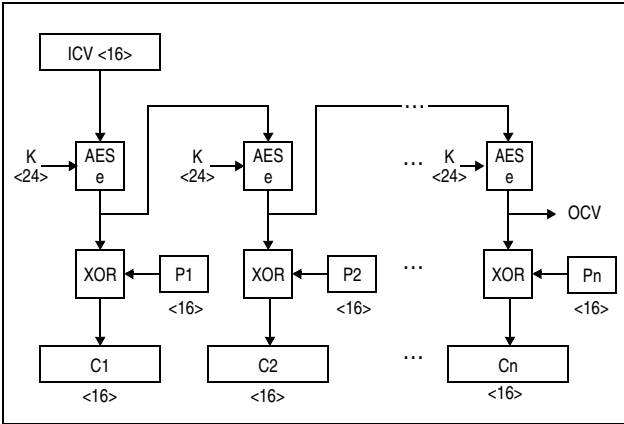 ICV <16>
...
K
<24>
AES
e
K
<24>
AES
e
...
K
<24>
AES
e
OCV
XOR
P1
<16>
XOR
P2
<16>
...
XOR
Pn
<16>
C1
<16>
C2
<16>
...
Cn
<16>